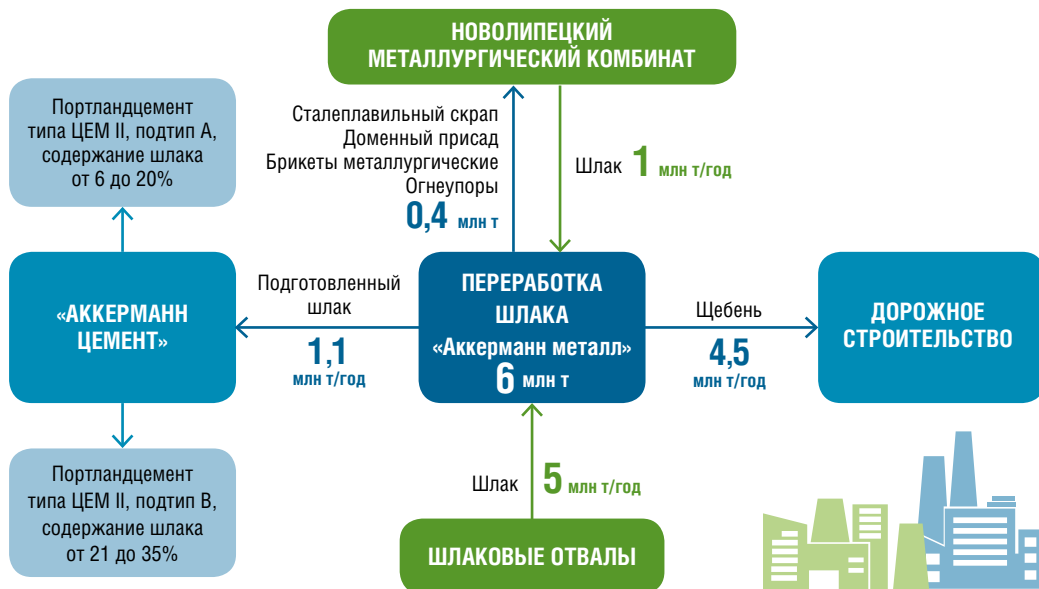 НОВОЛИПЕЦКИЙ
МЕТАЛЛУРГИЧЕСКИЙ КОМБИНАТ
Портландцемент
типа ЦЕМ II, подтип А,
содержание шлака
от 6 до 20%
Сталеплавильный скрап
Доменный присад
Брикеты металлургические
Огнеупоры
0,4 млн т
Шлак 1 млн т/год
«АККЕРМАНН
ЦЕМЕНТ»
Подготовленный
шлак
1,1
млн т/год
ПЕРЕРАБОТКА
ШЛАКА
«Аккерманн металл»
6 млн т
Щебень
4,5
млн т/год
ДОРОЖНОЕ
СТРОИТЕЛЬСТВО
Портландцемент
типа ЦЕМ II, подтип В,
содержание шлака
от 21 до 35%
Шлак 5 млн т/год
ШЛАКОВЫЕ ОТВАЛЫ